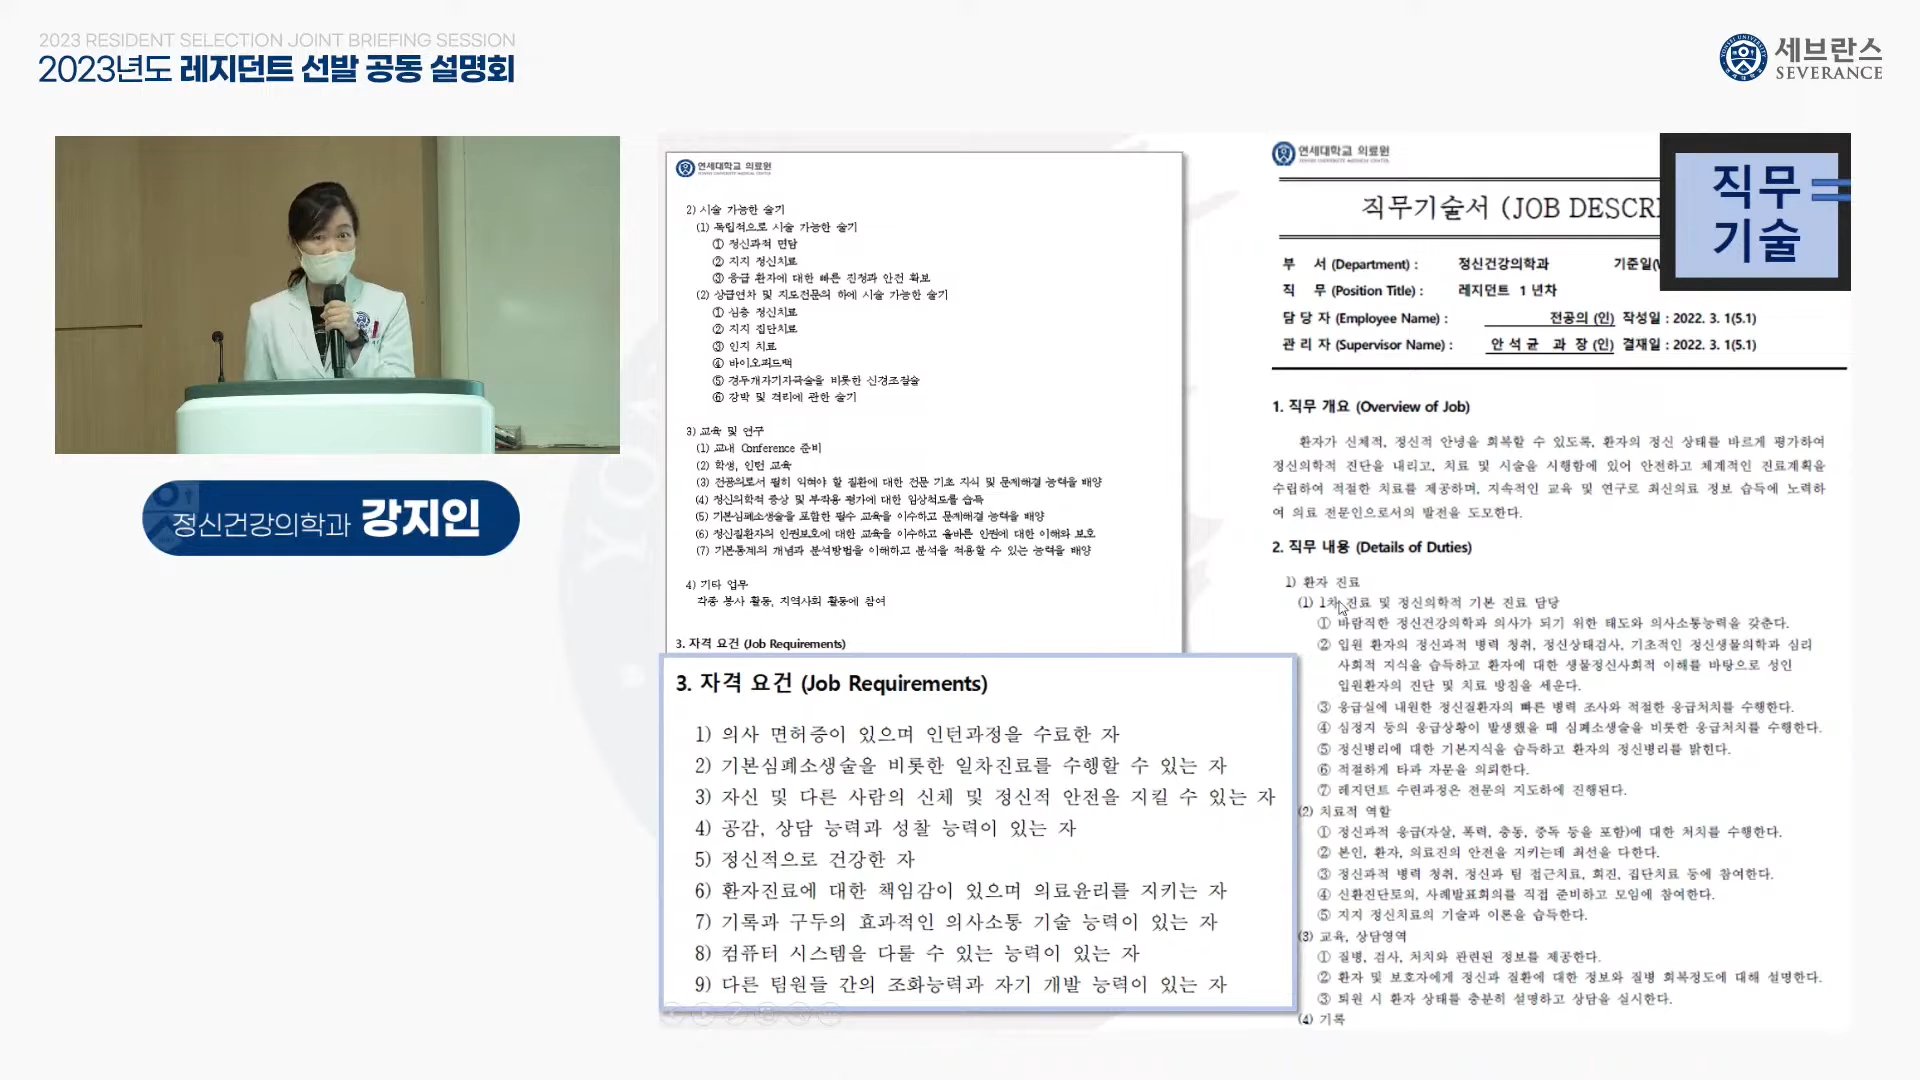 2023 RESIDENT SELECTION JOINT BRIEFING SESSION
2023년도 레지던트 선발 공동 설명회
세브란스
SEVERANCE
정신건강의학과 강지인
연세대학교 의료원
2) 시술 가능한 술기
(1) 독립적으로 시술 가능한 술기
① 정신과적 면담
② 지지 정신치료
③ 응급 환자에 대한 빠른 진정과 안전 확보
(2) 상급연차 및 지도전문의 하에 시술 가능한 술기
① 심층 정신치료
② 지지 집단치료
③ 인지 치료
④ 바이오피드백
⑤ 경두개자기자극술을 비롯한 신경조절술
⑥ 강박 및 격리에 관한 술기
3) 교육 및 연구
(1) 교내 Conference 준비
(2) 학생, 인턴 교육
(3) 전공의로서 필히 익혀야 할 질환에 대한 전문 기초 지식 및 문제해결 능력을 배양
(4) 정신의학적 증상 및 부작용 평가에 대한 임상척도를 습득
(5) 기본심폐소생술을 포함한 필수 교육을 이수하고 문제해결 능력을 배양
(6) 정신질환자의 인권보호에 대한 교육을 이수하고 올바른 인권에 대한 이해와 보호
(7) 기본통계의 개념과 분석방법을 이해하고 분석을 적용할 수 있는 능력을 배양
4) 기타 업무
각종 봉사 활동, 지역사회 활동에 참여
3. 자격 요건 (Job Requirements)
3. 자격 요건 (Job Requirements)
1) 의사 면허증이 있으며 인턴과정을 수료한 자
2) 기본심폐소생술을 비롯한 일차진료를 수행할 수 있는 자
3) 자신 및 다른 사람의 신체 및 정신적 안전을 지킬 수 있는 자
4) 공감, 상담 능력과 성찰 능력이 있는 자
5) 정신적으로 건강한 자
6) 환자진료에 대한 책임감이 있으며 의료윤리를 지키는 자
7) 기록과 구두의 효과적인 의사소통 기술 능력이 있는 자
8) 컴퓨터 시스템을 다룰 수 있는 능력이 있는 자
9) 다른 팀원들 간의 조화능력과 자기 개발 능력이 있는 자
연세대학교 의료원
직무기술서 (JOB DESCRI
직무
기술
부 서 (Department) : 정신건강의학과 기준일(
직 무 (Position Title) : 레지던트 1 년차
담 당 자 (Employee Name) : 전공의 (인) 작성일 : 2022. 3. 1(5.1)
관 리 자 (Supervisor Name) : 안 석 균 과 장 (인) 결재일 : 2022. 3. 1(5.1)
1. 직무 개요 (Overview of Job)
환자가 신체적, 정신적 안녕을 회복할 수 있도록, 환자의 정신 상태를 바르게 평가하여
정신의학적 진단을 내리고, 치료 및 시술을 시행함에 있어 안전하고 체계적인 진료계획을
수립하여 적절한 치료를 제공하며, 지속적인 교육 및 연구로 최신의료 정보 습득에 노력하
여 의료 전문인으로서의 발전을 도모한다.
2. 직무 내용 (Details of Duties)
1) 환자 진료
(1) 1차 진료 및 정신의학적 기본 진료 담당
① 바람직한 정신건강의학과 의사가 되기 위한 태도와 의사소통능력을 갖춘다.
② 입원 환자의 정신과적 병력 청취, 정신상태검사, 기초적인 정신생물의학과 심리
사회적 지식을 습득하고 환자에 대한 생물정신사회적 이해를 바탕으로 성인
입원환자의 진단 및 치료 방침을 세운다.
③ 응급실에 내원한 정신질환자의 빠른 병력 조사와 적절한 응급처치를 수행한다.
④ 심정지 등의 응급상황이 발생했을 때 심폐소생술을 비롯한 응급처치를 수행한다.
⑤ 정신병리에 대한 기본지식을 습득하고 환자의 정신병리를 밝힌다.
⑥ 적절하게 타과 자문을 의뢰한다.
⑦ 레지던트 수련과정은 전문의 지도하에 진행된다.
(2) 치료적 역할
① 정신과적 응급(자살, 폭력, 충동, 중독 등을 포함)에 대한 처치를 수행한다.
② 본인, 환자, 의료진의 안전을 지키는데 최선을 다한다.
③ 정신과적 병력 청취, 정신과 팀 접근치료, 회진, 집단치료 등에 참여한다.
④ 신환진단토의, 사례발표회의를 직접 준비하고 모임에 참여한다.
⑤ 지지 정신치료의 기술과 이론을 습득한다.
(3) 교육, 상담영역
① 질병, 검사, 처치와 관련된 정보를 제공한다.
② 환자 및 보호자에게 정신과 질환에 대한 정보와 질병 회복정도에 대해 설명한다.
③ 퇴원 시 환자 상태를 충분히 설명하고 상담을 실시한다.
(4) 기록